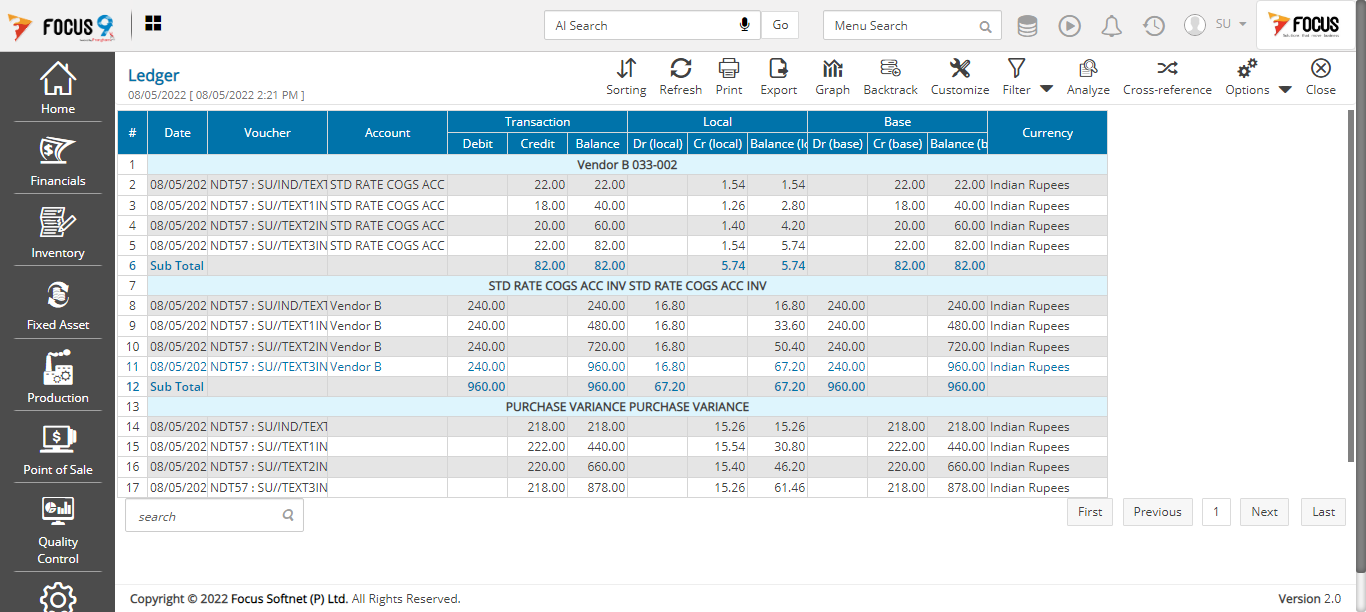 FOCUS 9
AI Search Go Menu Search SU FOCUS
Ledger
08/05/2022 [ 08/05/2022 2:21 PM ]
Sorting Refresh Print Export Graph Backtrack Customize Filter Analyze Cross-reference Options Close
Home
Financials
Inventory
Fixed Asset
Production
Point of Sale
Quality
Control
# Date Voucher Account Transaction Local Base Currency
Debit Credit Balance Dr (local) Cr (local) Balance (lo Dr (base) Cr (base) Balance (b
1 Vendor B 033-002
2 08/05/202 NDT57 : SU/IND/TEXT STD RATE COGS ACC 22.00 22.00 1.54 1.54 22.00 22.00 Indian Rupees
3 08/05/202 NDT57 : SU//TEXT1IN STD RATE COGS ACC 18.00 40.00 1.26 2.80 18.00 40.00 Indian Rupees
4 08/05/202 NDT57 : SU//TEXT2IN STD RATE COGS ACC 20.00 60.00 1.40 4.20 20.00 60.00 Indian Rupees
5 08/05/202 NDT57 : SU//TEXT3IN STD RATE COGS ACC 22.00 82.00 1.54 5.74 22.00 82.00 Indian Rupees
6 Sub Total 82.00 82.00 5.74 5.74 82.00 82.00
7 STD RATE COGS ACC INV STD RATE COGS ACC INV
8 08/05/202 NDT57 : SU/IND/TEXT Vendor B 240.00 240.00 16.80 16.80 240.00 240.00 Indian Rupees
9 08/05/202 NDT57 : SU//TEXT1IN Vendor B 240.00 480.00 16.80 33.60 240.00 480.00 Indian Rupees
10 08/05/202 NDT57 : SU//TEXT2IN Vendor B 240.00 720.00 16.80 50.40 240.00 720.00 Indian Rupees
11 08/05/202 NDT57 : SU//TEXT3IN Vendor B 240.00 960.00 16.80 67.20 240.00 960.00 Indian Rupees
12 Sub Total 960.00 960.00 67.20 67.20 960.00 960.00
13 PURCHASE VARIANCE PURCHASE VARIANCE
14 08/05/202 NDT57 : SU/IND/TEXT 218.00 218.00 15.26 15.26 218.00 218.00 Indian Rupees
15 08/05/202 NDT57 : SU//TEXT1IN 222.00 440.00 15.54 30.80 222.00 440.00 Indian Rupees
16 08/05/202 NDT57 : SU//TEXT2IN 220.00 660.00 15.40 46.20 220.00 660.00 Indian Rupees
17 08/05/202 NDT57 : SU//TEXT3IN 218.00 878.00 15.26 61.46 218.00 878.00 Indian Rupees
search First Previous 1 Next Last
Copyright © 2022 Focus Softnet (P) Ltd. All Rights Reserved. Version 2.0